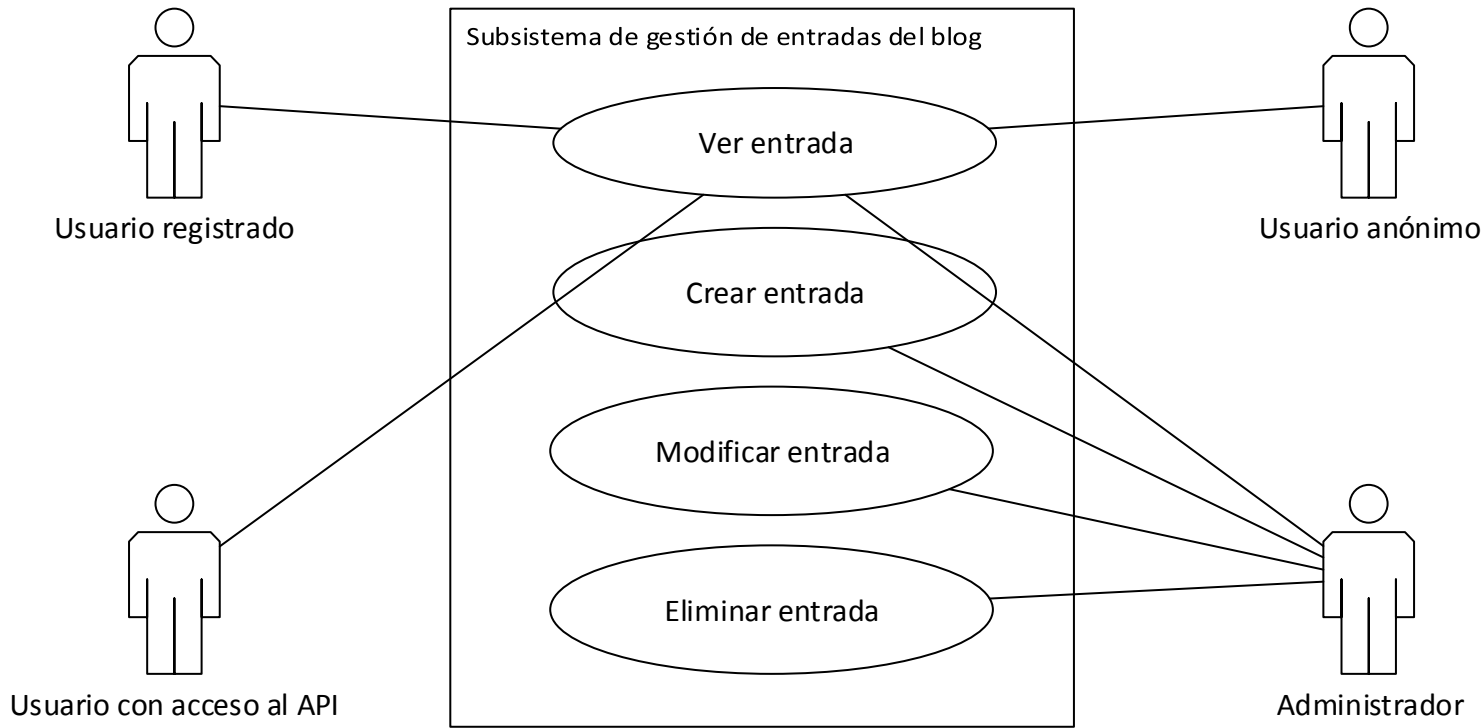 Subsistema de gestión de entradas del blog
Ver entrada
Usuario registrado
Usuario anónimo
Crear entrada
Modificar entrada
Eliminar entrada
Usuario con acceso al API
Administrador